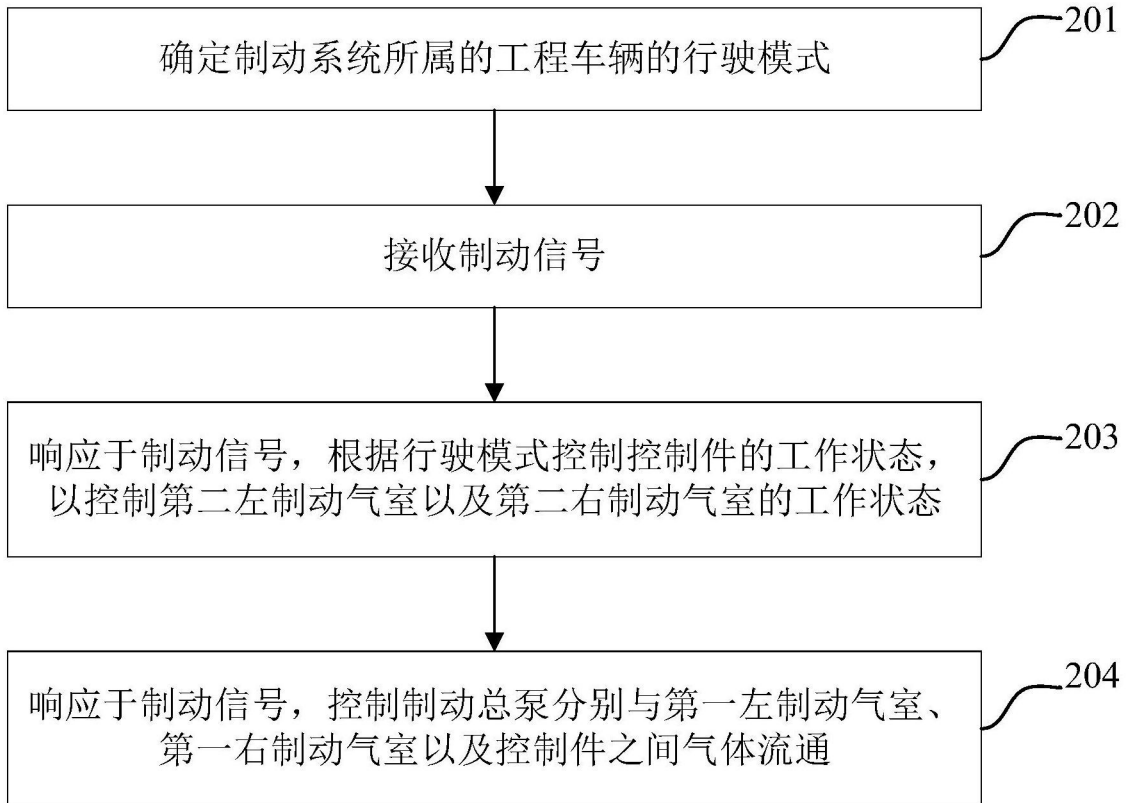 201
确定制动系统所属的工程车辆的行驶模式
202
接收制动信号
203
响应于制动信号，根据行驶模式控制控制件的工作状态，
以控制第二左制动气室以及第二右制动气室的工作状态
204
响应于制动信号，控制制动总泵分别与第一左制动气室、
第一右制动气室以及控制件之间气体流通